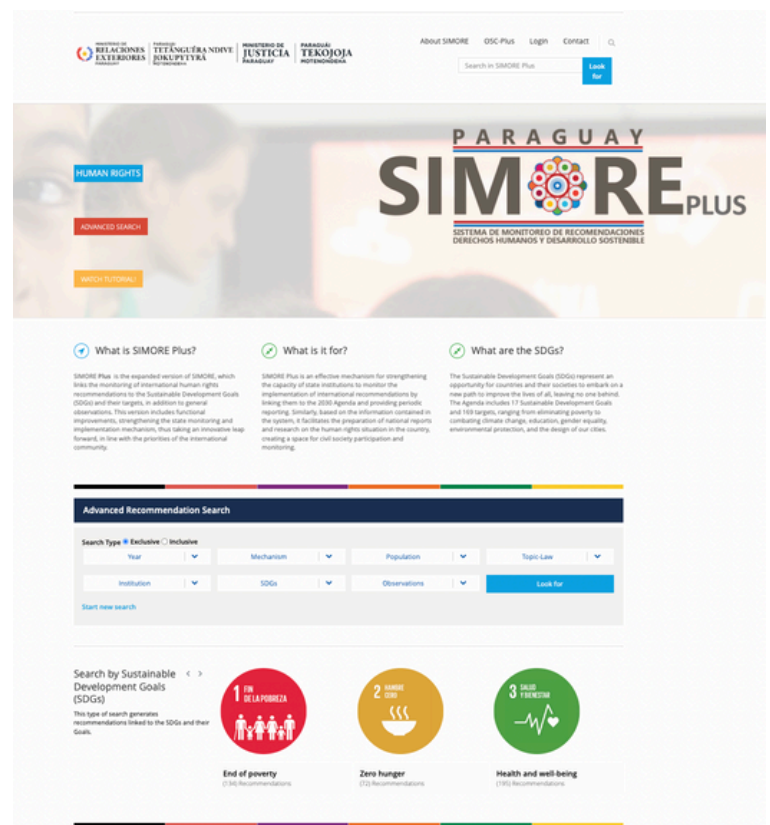 MINISTERIO DE
RELACIONES
EXTERIORES
PARAGUAY
PARAGUÁI
TETÃNGUÉRA NDIVE
JOKUPYTYRÃ
MOTENONDEHA
MINISTERIO DE
JUSTICIA
PARAGUAY
PARAGUÁI
TEKOJOJA
MOTENONDEHA
About SIMORE OSC-Plus Login Contact
Search in SIMORE Plus
Look
for
PARAGUAY
SIMORE PLUS
SISTEMA DE MONITOREO DE RECOMENDACIONES
DERECHOS HUMANOS Y DESARROLLO SOSTENIBLE
HUMAN RIGHTS
ADVANCED SEARCH
WATCH TUTORIAL!
What is SIMORE Plus?
SIMORE Plus is the expanded version of SIMORE, which
links the monitoring of international human rights
recommendations to the Sustainable Development Goals
(SDGs) and their targets, in addition to general
observations. This version includes functional
improvements, strengthening the state monitoring and
implementation mechanism, thus taking an innovative leap
forward, in line with the priorities of the international
community.
What is it for?
SIMORE Plus is an effective mechanism for strengthening
the capacity of state institutions to monitor the
implementation of international recommendations by
linking them to the 2030 Agenda and providing periodic
reporting. Similarly, based on the information contained in
the system, it facilitates the preparation of national reports
and research on the human rights situation in the country,
creating a space for civil society participation and
monitoring.
What are the SDGs?
The Sustainable Development Goals (SDGs) represent an
opportunity for countries and their societies to embark on a
new path to improve the lives of all, leaving no one behind.
The Agenda includes 17 Sustainable Development Goals
and 169 targets, ranging from eliminating poverty to
combating climate change, education, gender equality,
environmental protection, and the design of our cities.
Advanced Recommendation Search
Search Type Exclusive Inclusive
Year Mechanism Population Topic-Law
Institution SDGs Observations Look for
Start new search
Search by Sustainable
Development Goals
(SDGs)
This type of search generates
recommendations linked to the SDGs and their
Goals.
1 FIN
DE LA POBREZA
End of poverty
(134) Recommendations
2 HAMBRE
CERO
Zero hunger
(72) Recommendations
3 SALUD
Y BIENESTAR
Health and well-being
(195) Recommendations